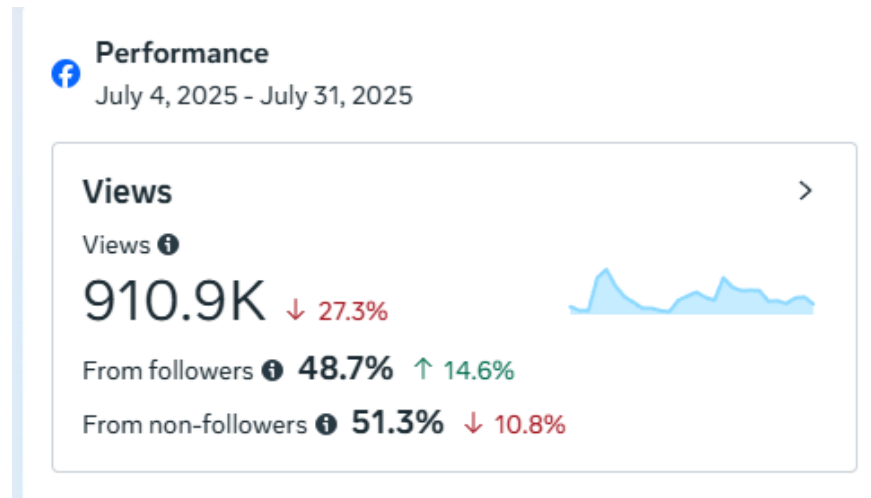 Performance
July 4, 2025 - July 31, 2025
Views
Views
910.9K ↓ 27.3%
From followers 48.7% ↑ 14.6%
From non-followers 51.3% ↓ 10.8%